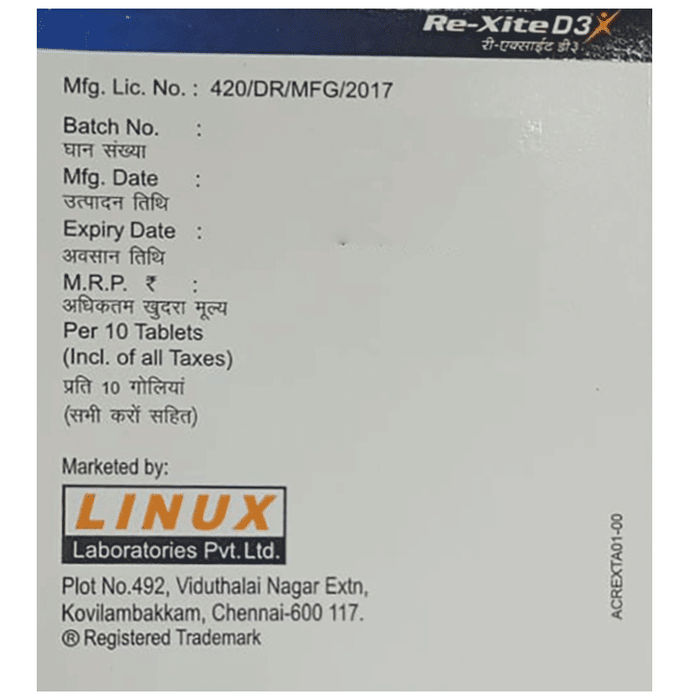 Re-Xite D3
री-एक्साईट डी३
Mfg. Lic. No. : 420/DR/MFG/2017
Batch No. :
घान संख्या
Mfg. Date :
उत्पादन तिथि
Expiry Date :
अवसान तिथि
M.R.P. ₹ :
अधिकतम खुदरा मूल्य
Per 10 Tablets
(Incl. of all Taxes)
प्रति 10 गोलियां
(सभी करों सहित)
Marketed by:
LINUX
Laboratories Pvt. Ltd.
Plot No.492, Viduthalai Nagar Extn,
Kovilambakkam, Chennai-600 117.
® Registered Trademark
ACREXTA01-00